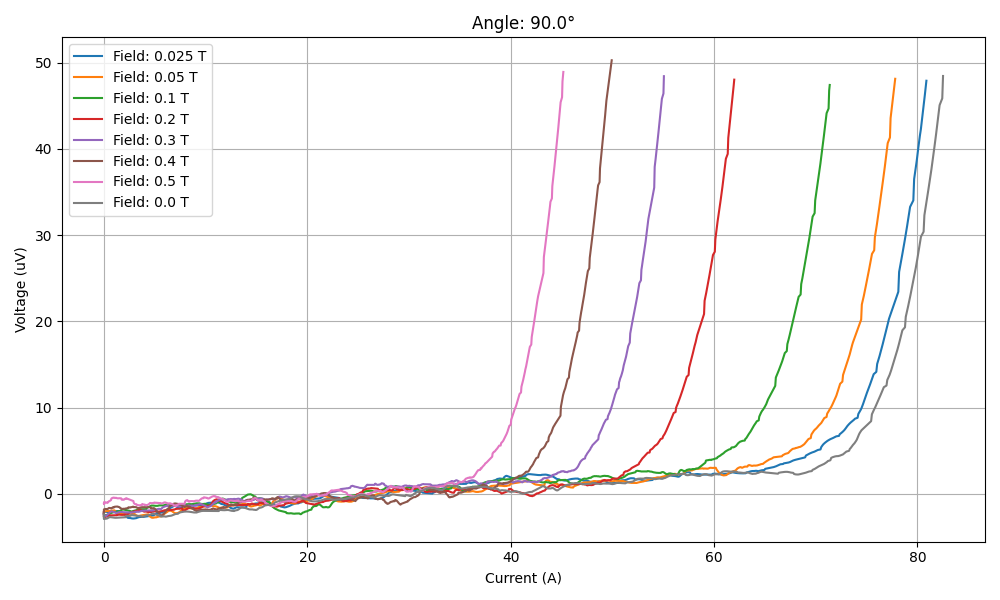 Angle: 90.0°
Field: 0.025 T
Field: 0.05 T
Field: 0.1 T
Field: 0.2 T
Field: 0.3 T
Field: 0.4 T
Field: 0.5 T
Field: 0.0 T
50
40
30
20
10
0
Voltage (uV)
0 20 40 60 80
Current (A)